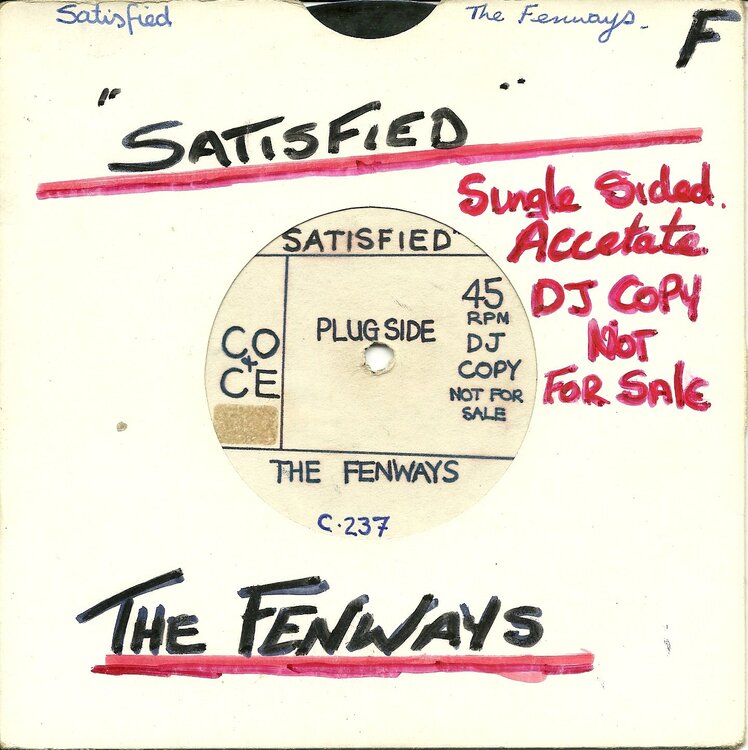 Satisfied
The Fenways.
F
"SATISFIED"
Single Sided.
Accetate
DJ COPY
NOT
FOR SALE
SATISFIED"
PLUG SIDE
45
RPM
DJ
COPY
NOT FOR
SALE
CO
&
CE
THE FENWAYS
C.237
THE FENWAYS